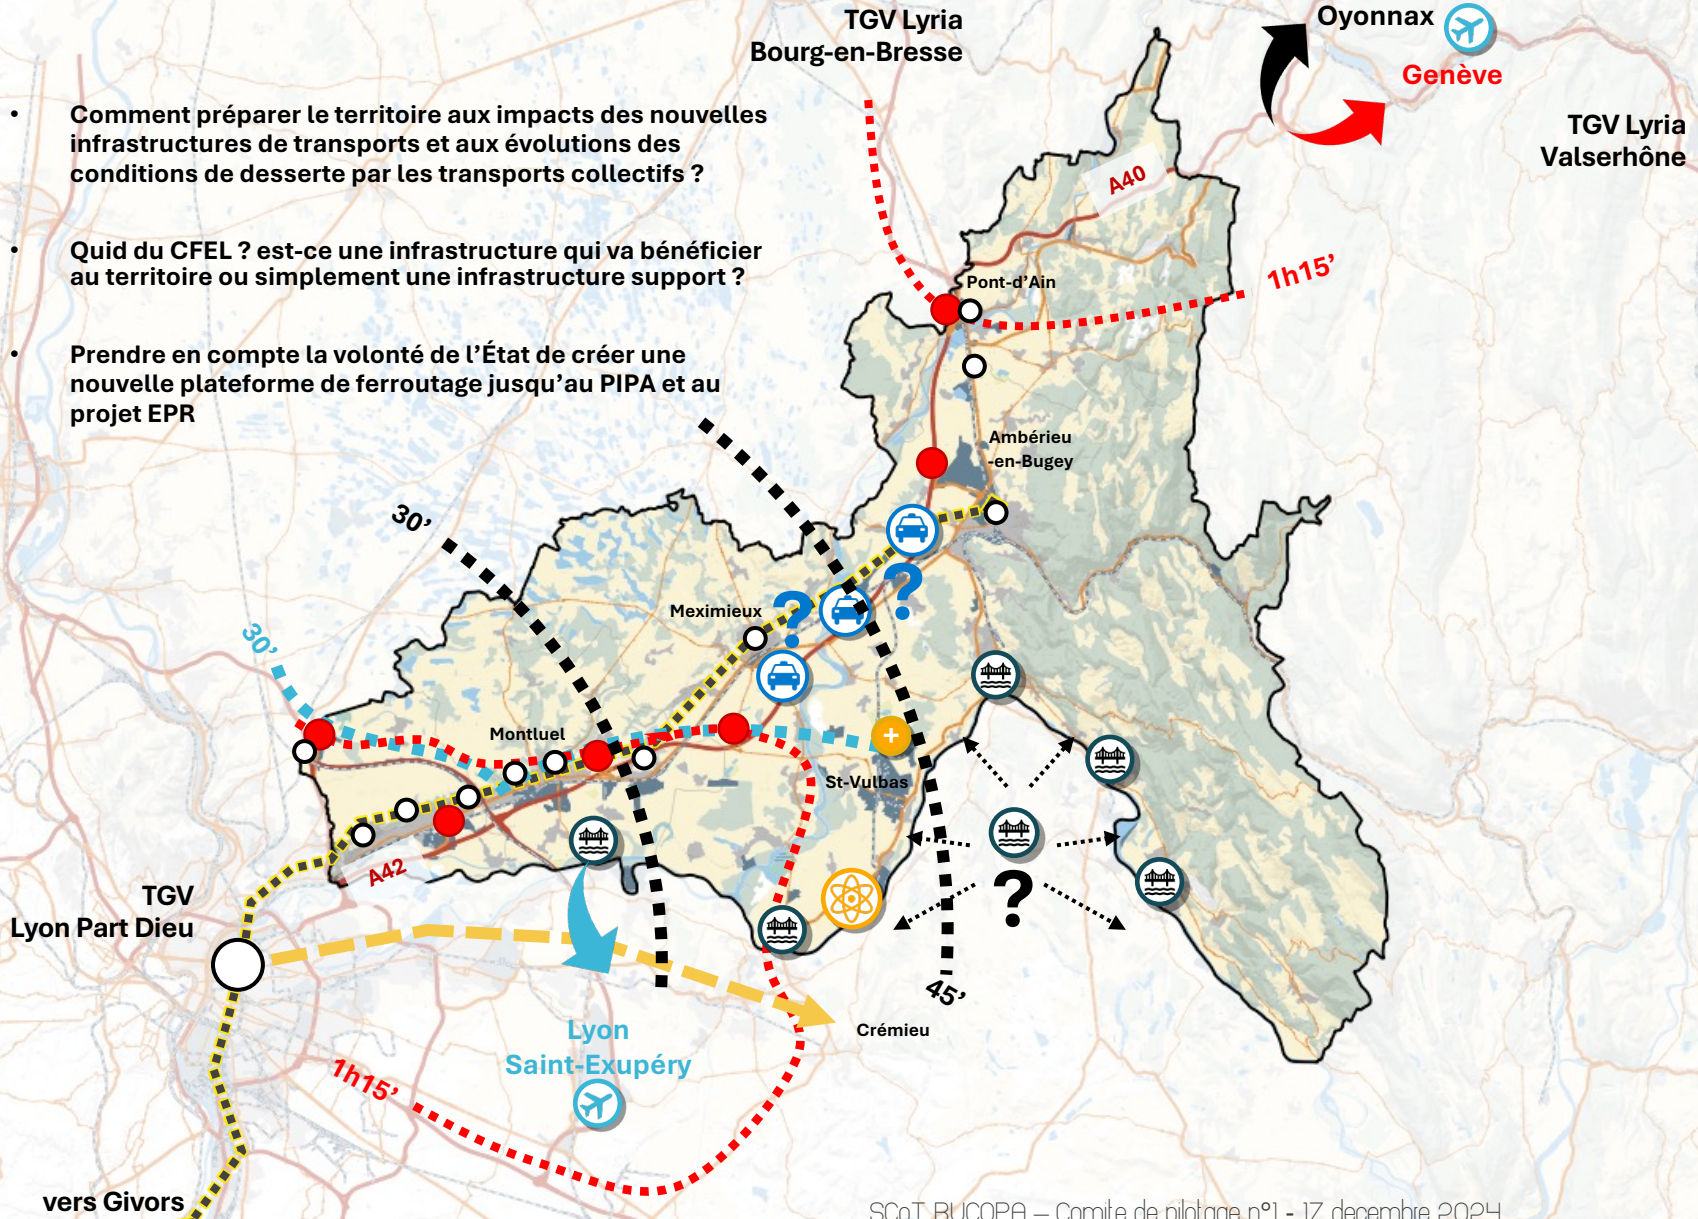 TGV Lyria
Bourg-en-Bresse
Oyonnax
Genève
TGV Lyria
Valserhône
• Comment préparer le territoire aux impacts des nouvelles
infrastructures de transports et aux évolutions des
conditions de desserte par les transports collectifs ?
• Quid du CFEL ? est-ce une infrastructure qui va bénéficier
au territoire ou simplement une infrastructure support ?
• Prendre en compte la volonté de l’État de créer une
nouvelle plateforme de ferroutage jusqu’au PIPA et au
projet EPR
A40
1h15’
Pont-d’Ain
Ambérieu
-en-Bugey
30’
?
?
Meximieux
30’
Montluel
St-Vulbas
A42
?
TGV
Lyon Part Dieu
45’
Crémieu
Lyon
Saint-Exupéry
1h15’
vers Givors
SCoT BUCOPA – Comite de pilotage n°1 - 17 decembre 2024